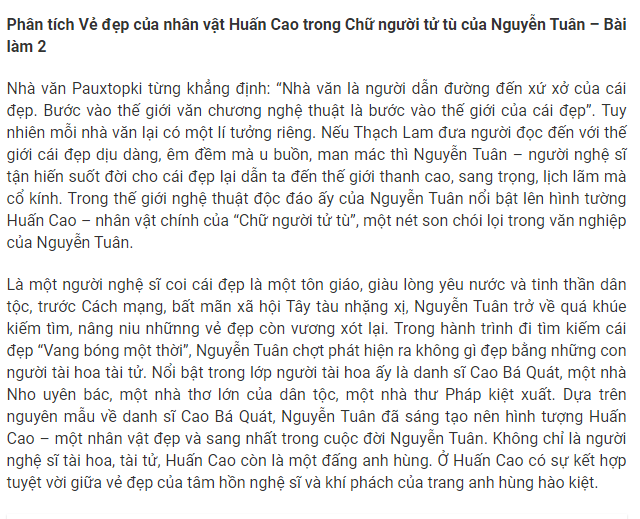 Phân tích Vẻ đẹp của nhân vật Huấn Cao trong Chữ người tử tù của Nguyễn Tuân – Bài
làm 2
Nhà văn Pauxtopki từng khẳng định: “Nhà văn là người dẫn đường đến xứ xở của cái
đẹp. Bước vào thế giới văn chương nghệ thuật là bước vào thế giới của cái đẹp”. Tuy
nhiên mỗi nhà văn lại có một lí tưởng riêng. Nếu Thạch Lam đưa người đọc đến với thế
giới cái đẹp dịu dàng, êm đềm mà u buồn, man mác thì Nguyễn Tuân – người nghệ sĩ
tận hiến suốt đời cho cái đẹp lại dẫn ta đến thế giới thanh cao, sang trọng, lịch lãm mà
cổ kính. Trong thế giới nghệ thuật độc đáo ấy của Nguyễn Tuân nổi bật lên hình tường
Huấn Cao – nhân vật chính của “Chữ người tử tù”, một nét son chói lọi trong văn nghiệp
của Nguyễn Tuân.
Là một người nghệ sĩ coi cái đẹp là một tôn giáo, giàu lòng yêu nước và tinh thần dân
tộc, trước Cách mạng, bất mãn xã hội Tây tàu nhặng xị, Nguyễn Tuân trở về quá khúe
kiếm tìm, nâng niu nhữnng vẻ đẹp còn vương xót lại. Trong hành trình đi tìm kiếm cái
đẹp “Vang bóng một thời”, Nguyễn Tuân chợt phát hiện ra không gì đẹp bằng những con
người tài hoa tài tử. Nổi bật trong lớp người tài hoa ấy là danh sĩ Cao Bá Quát, một nhà
Nho uyên bác, một nhà thơ lớn của dân tộc, một nhà thư Pháp kiệt xuất. Dựa trên
nguyên mẫu về danh sĩ Cao Bá Quát, Nguyễn Tuân đã sáng tạo nên hình tượng Huấn
Cao – một nhân vật đẹp và sang nhất trong cuộc đời Nguyễn Tuân. Không chỉ là người
nghệ sĩ tài hoa, tài tử, Huấn Cao còn là một đấng anh hùng. Ở Huấn Cao có sự kết hợp
tuyệt vời giữa vẻ đẹp của tâm hồn nghệ sĩ và khí phách của trang anh hùng hào kiệt.